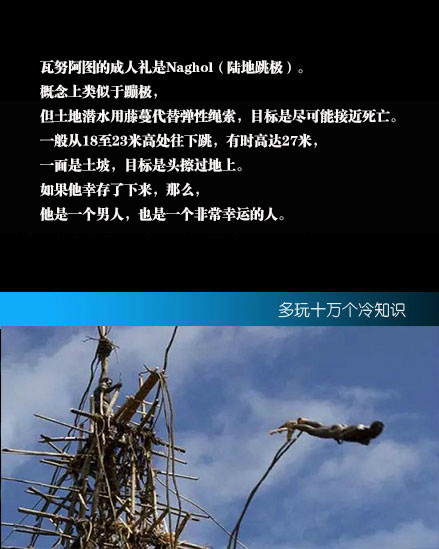 瓦努阿图的成人礼是Naghol（陆地跳极）。
概念上类似于蹦极，
但土地潜水用藤蔓代替弹性绳索，目标是尽可能接近死亡。
一般从18至23米高处往下跳，有时高达27米，
一面是土坡，目标是头擦过地上。
如果他幸存了下来，那么，
他是一个男人，也是一个非常幸运的人。
多玩十万个冷知识